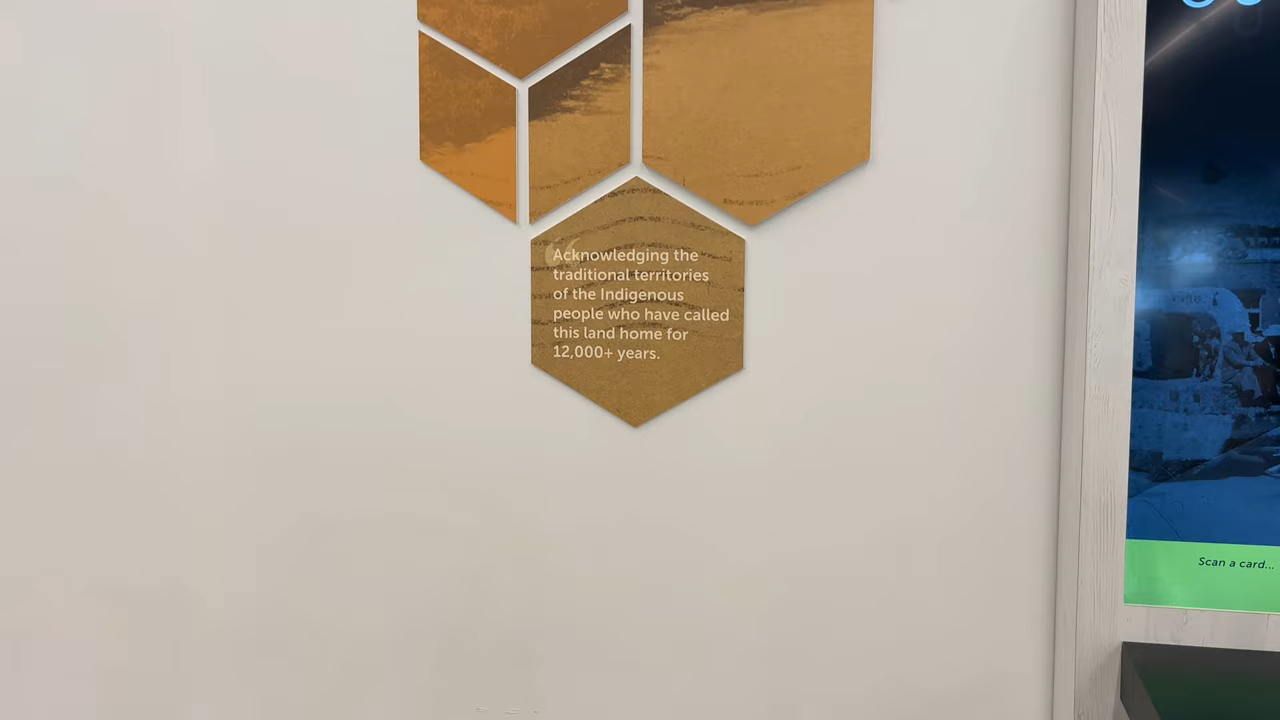 “Acknowledging the
traditional territories
of the Indigenous
people who have called
this land home for
12,000+ years.
Scan a card...